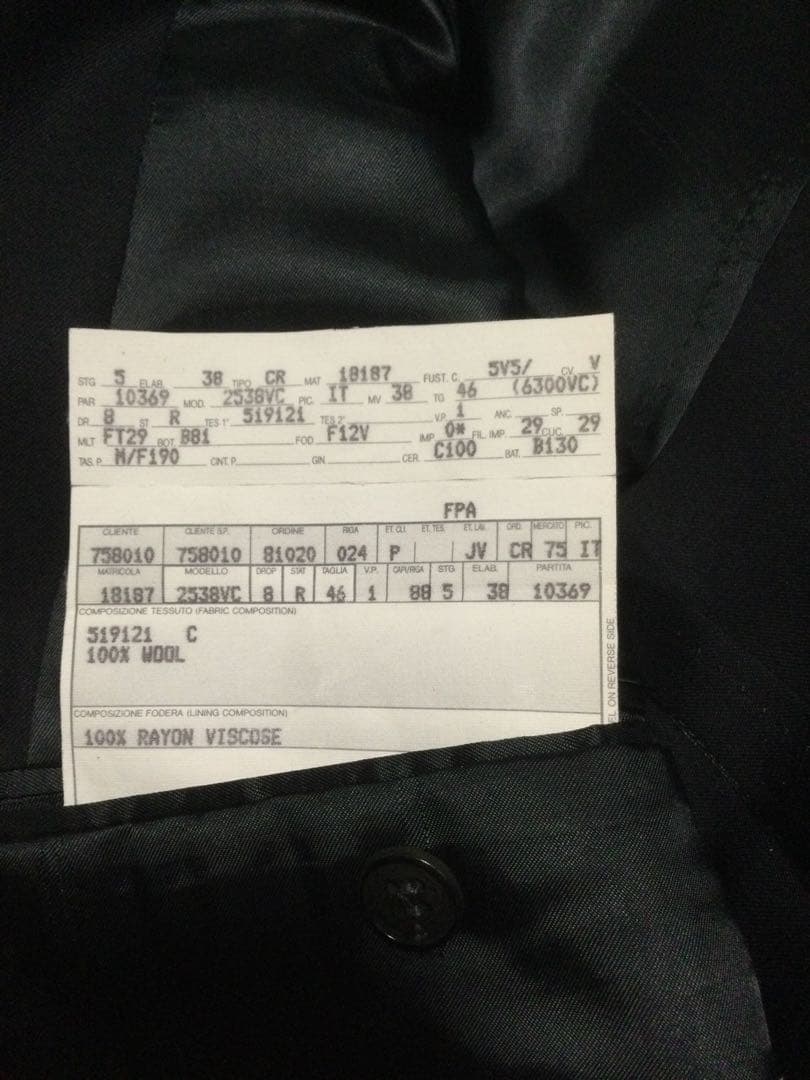 STG 5 ELAB. 38 TIPO CR MAT 18187 FUST. C. 5V5/ CV. V
PAR 10369 MOD. 2538VC PIC. IT MV 38 TG 46 (6300VC)
DR 8 ST R TES 1° 519121 TES 2° V.P. 1 ANC. SP.
MLT FT29 BOT B81 FOD F12V IMP. 0* FIL. IMP. 29 CUC. 29
TAS. P. M/F190 CINT. P. GIN. CER. C100 BAT. B130
FPA
CLIENTE CLIENTE S.P. ORDINE RIGA ET. CLI. ET. TES. ET. LAV. ORD. MERCATO PIC.
758010 758010 81020 024 P JV CR 75 IT
MATRICOLA MODELLO DROP STAT TAGLIA V.P. CAPI/RIGA STG ELAB. PARTITA
18187 2538VC 8 R 46 1 88 5 38 10369
COMPOSIZIONE TESSUTO (FABRIC COMPOSITION)
519121 C
100% WOOL
COMPOSIZIONE FODERA (LINING COMPOSITION)
100% RAYON VISCOSE
EL ON REVERSE SIDE